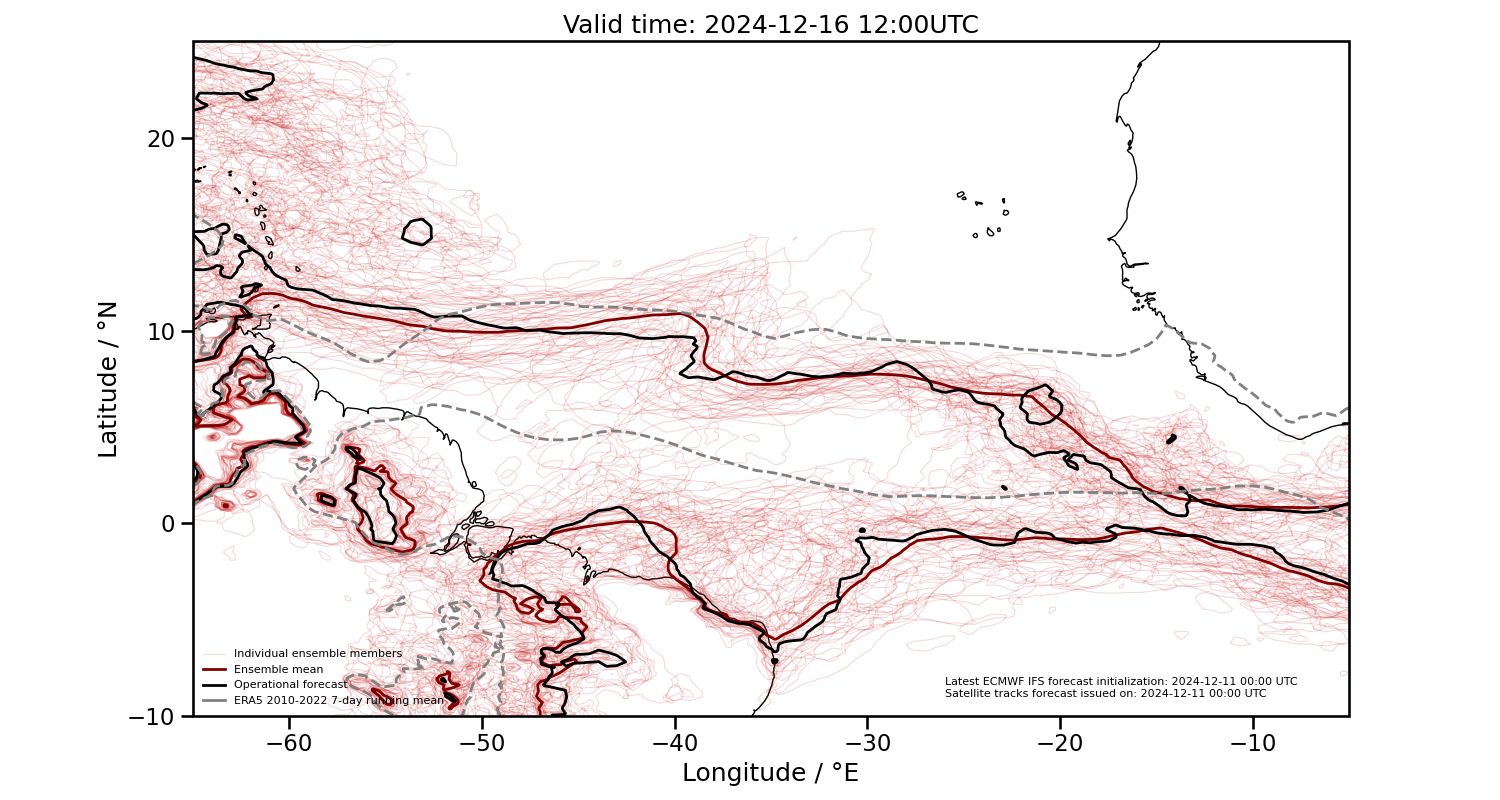 Valid time: 2024-12-16 12:00UTC
20
10
0
−10
Latitude / °N
Individual ensemble members
Ensemble mean
Operational forecast
ERA5 2010-2022 7-day running mean
Latest ECMWF IFS forecast initialization: 2024-12-11 00:00 UTC
Satellite tracks forecast issued on: 2024-12-11 00:00 UTC
−60
−50
−40
−30
−20
−10
Longitude / °E